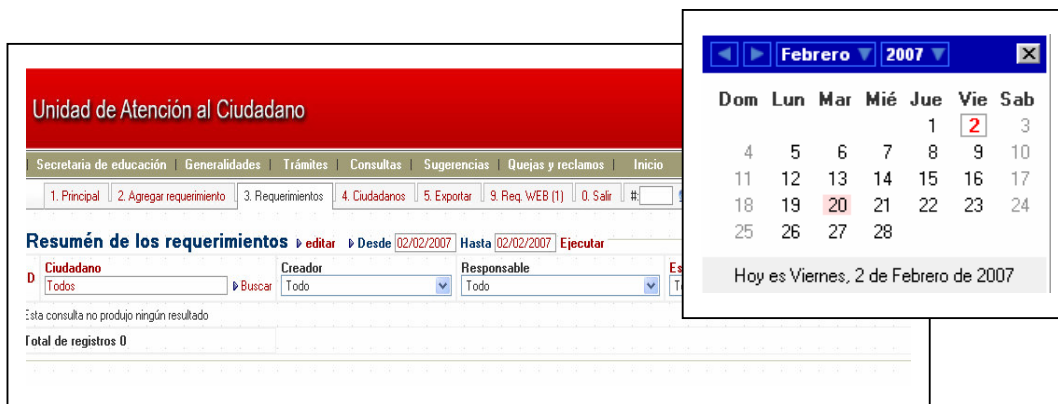 Unidad de Atención al Ciudadano
| Secretaria de educación | Generalidades | Trámites | Consultas | Sugerencias | Quejas y reclamos | Inicio
1. Principal 2. Agregar requerimiento 3. Requerimientos 4. Ciudadanos 5. Exportar 9. Req. WEB (1) 0. Salir #:
Resumén de los requerimientos editar Desde 02/02/2007 Hasta 02/02/2007 Ejecutar
D Ciudadano Creador Responsable Es
Todos Buscar Todo Todo
Esta consulta no produjo ningún resultado
Total de registros 0
Febrero 2007
Dom Lun Mar Mié Jue Vie Sab
1 2 3
4 5 6 7 8 9 10
11 12 13 14 15 16 17
18 19 20 21 22 23 24
25 26 27 28
Hoy es Viernes, 2 de Febrero de 2007